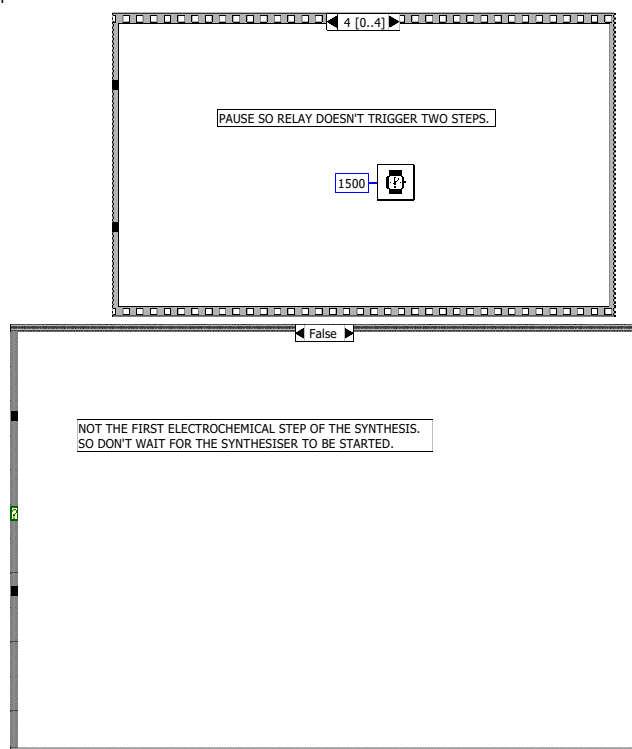 4 [0..4]
PAUSE SO RELAY DOESN'T TRIGGER TWO STEPS.
1500
False
NOT THE FIRST ELECTROCHEMICAL STEP OF THE SYNTHESIS.
SO DON'T WAIT FOR THE SYNTHESISER TO BE STARTED.
?